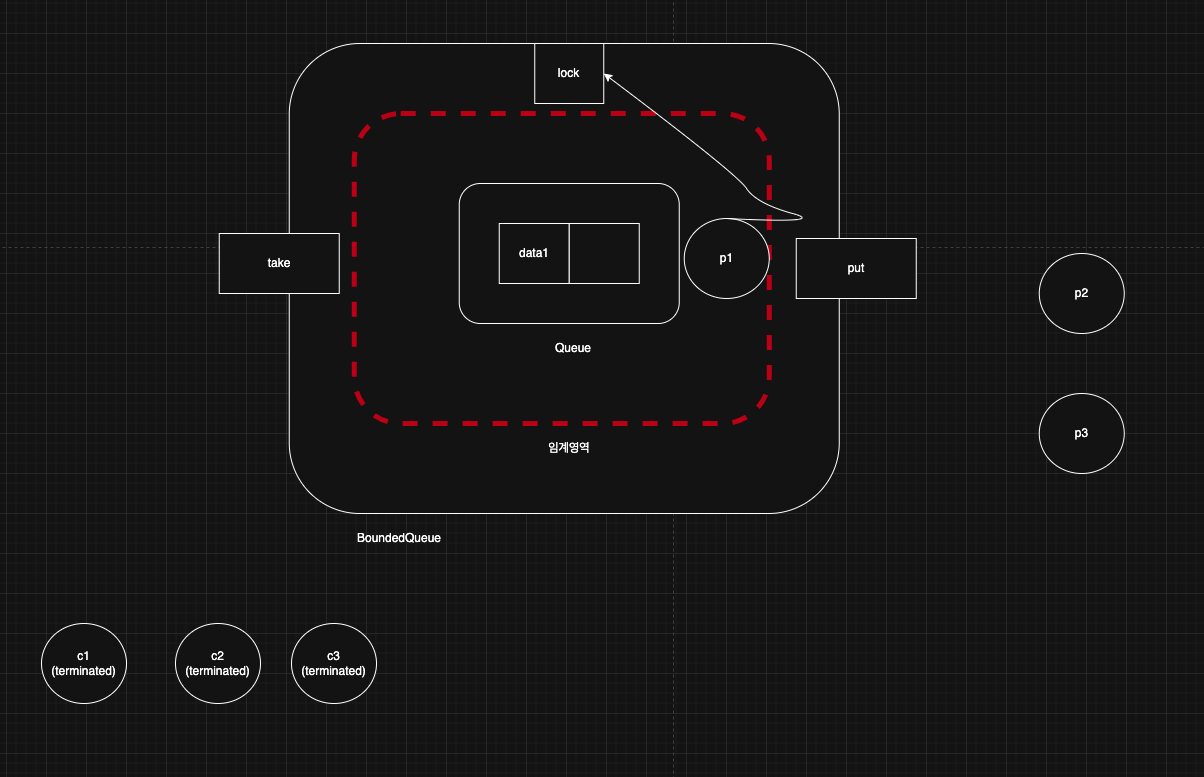 lock
take
data1
p1
put
p2
Queue
p3
임계영역
BoundedQueue
c1
(terminated)
c2
(terminated)
c3
(terminated)